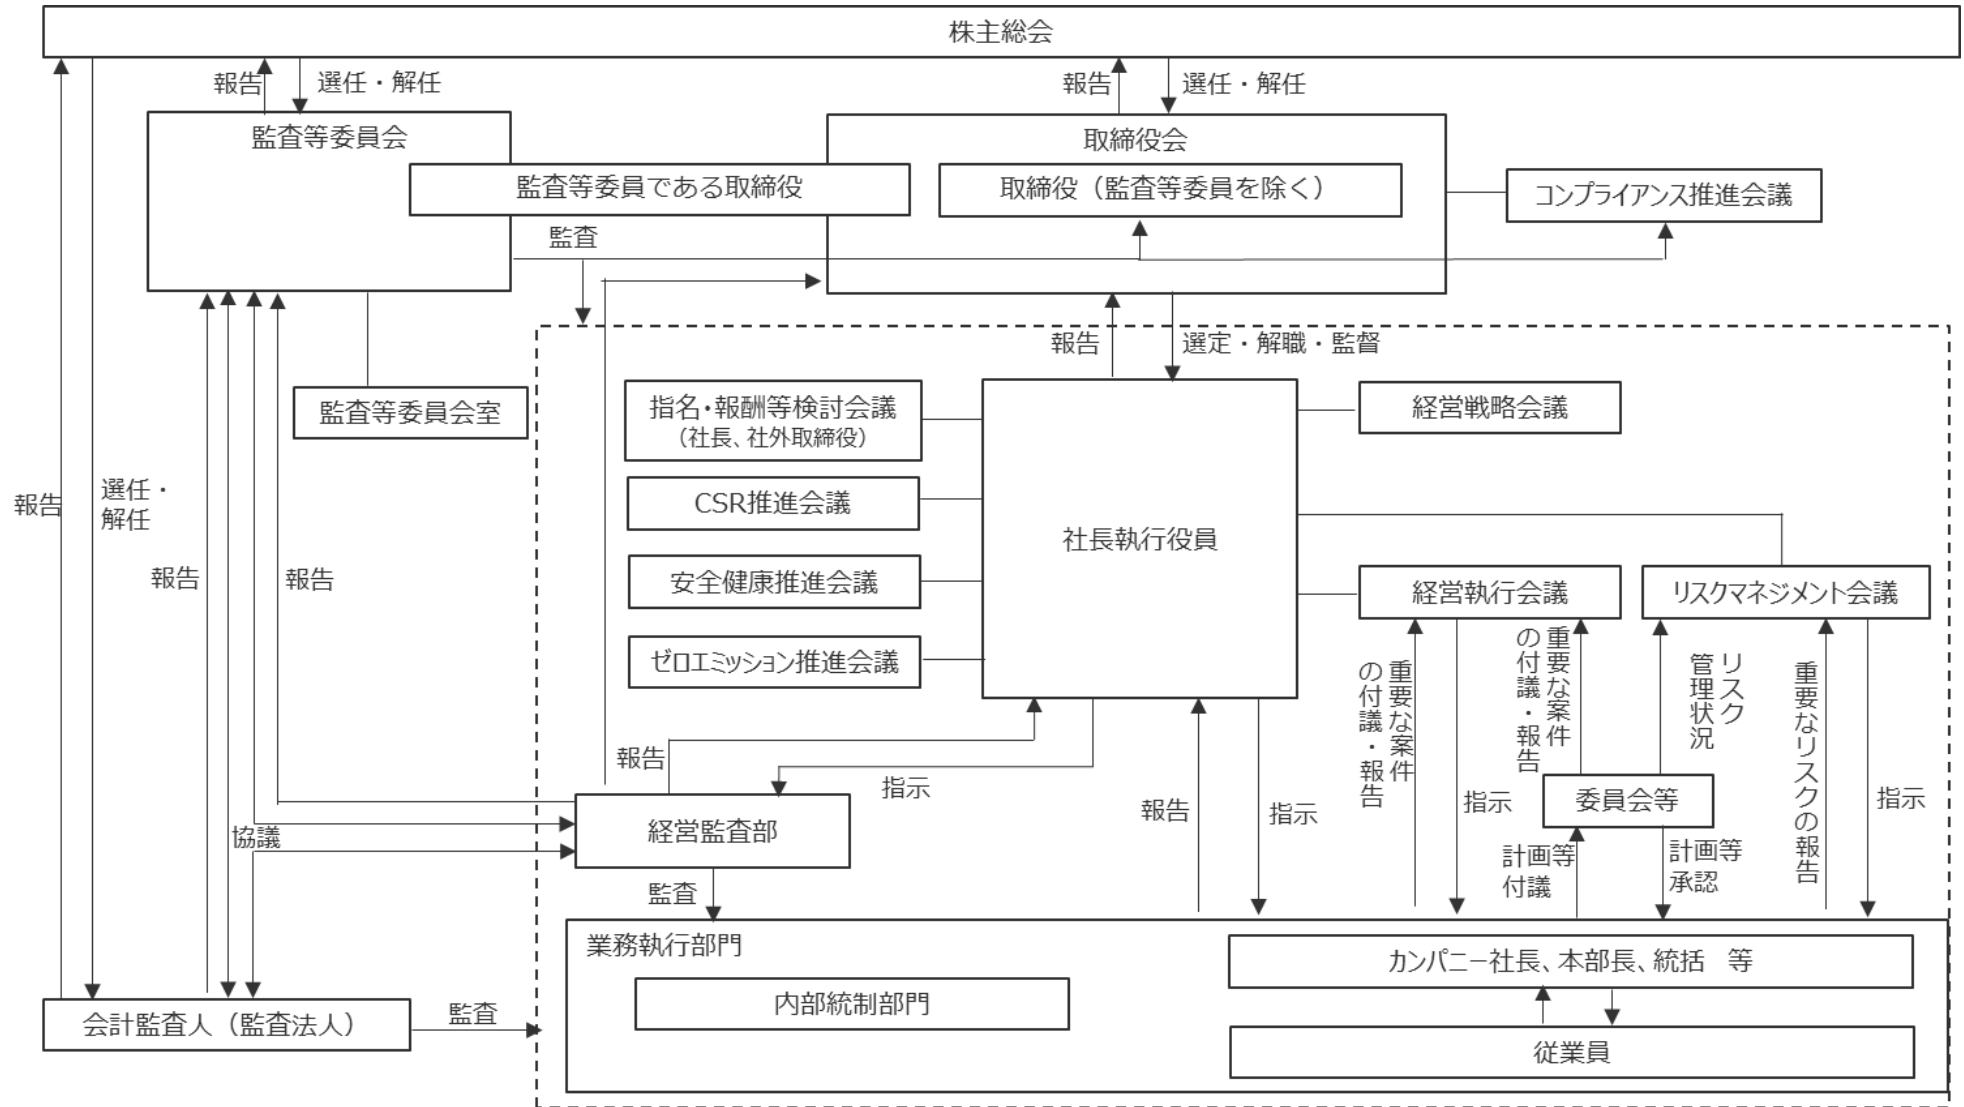 株主総会
報告
選任・解任
報告
選任・解任
監査等委員会
取締役会
監査等委員である取締役
取締役（監査等委員を除く）
コンプライアンス推進会議
監査
報告
選定・解職・監督
監査等委員会室
指名・報酬等検討会議
（社長、社外取締役）
経営戦略会議
CSR推進会議
社長執行役員
安全健康推進会議
経営執行会議
リスクマネジメント会議
ゼロエミッション推進会議
報告
選任・
解任
報告
報告
重要な案件
の付議・報告
重要な案件
の付議・報告
リスク
管理状況
重要なリスクの報告
報告
指示
報告
指示
指示
委員会等
指示
経営監査部
協議
計画等
付議
計画等
承認
監査
業務執行部門
カンパニー社長、本部長、統括　等
内部統制部門
会計監査人（監査法人）
監査
従業員